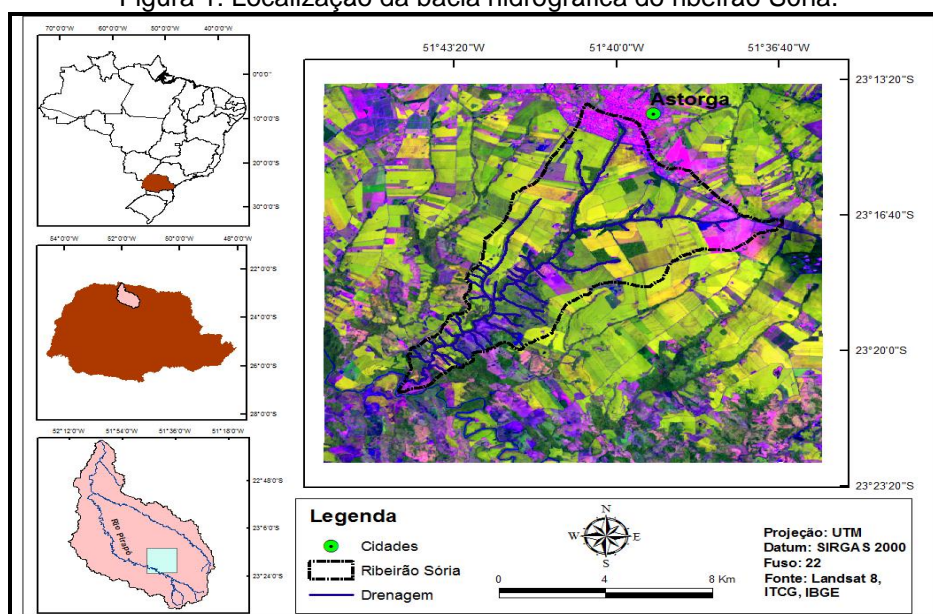 Figura 1: Localização da bacia hidrográfica do ribeirão Sória.
70°0'0"W 60°0'0"W 50°0'0"W 40°0'0"W
0°0'0"
10°0'0"S
20°0'0"S
30°0'0"S
54°0'0"W 52°0'0"W 50°0'0"W 48°0'0"W
22°0'0"S
24°0'0"S
26°0'0"S
28°0'0"S
52°12'0"W 51°54'0"W 51°36'0"W 51°18'0"W
22°48'0"S
23°6'0"S
23°24'0"S
Rio Pirapó
51°43'20"W 51°40'0"W 51°36'40"W
23°13'20"S
23°16'40"S
23°20'0"S
23°23'20"S
Astorga
Legenda
Cidades
Ribeirão Sória
Drenagem
N
W E
S
0 4 8 Km
Projeção: UTM
Datum: SIRGAS 2000
Fuso: 22
Fonte: Landsat 8,
ITCG, IBGE